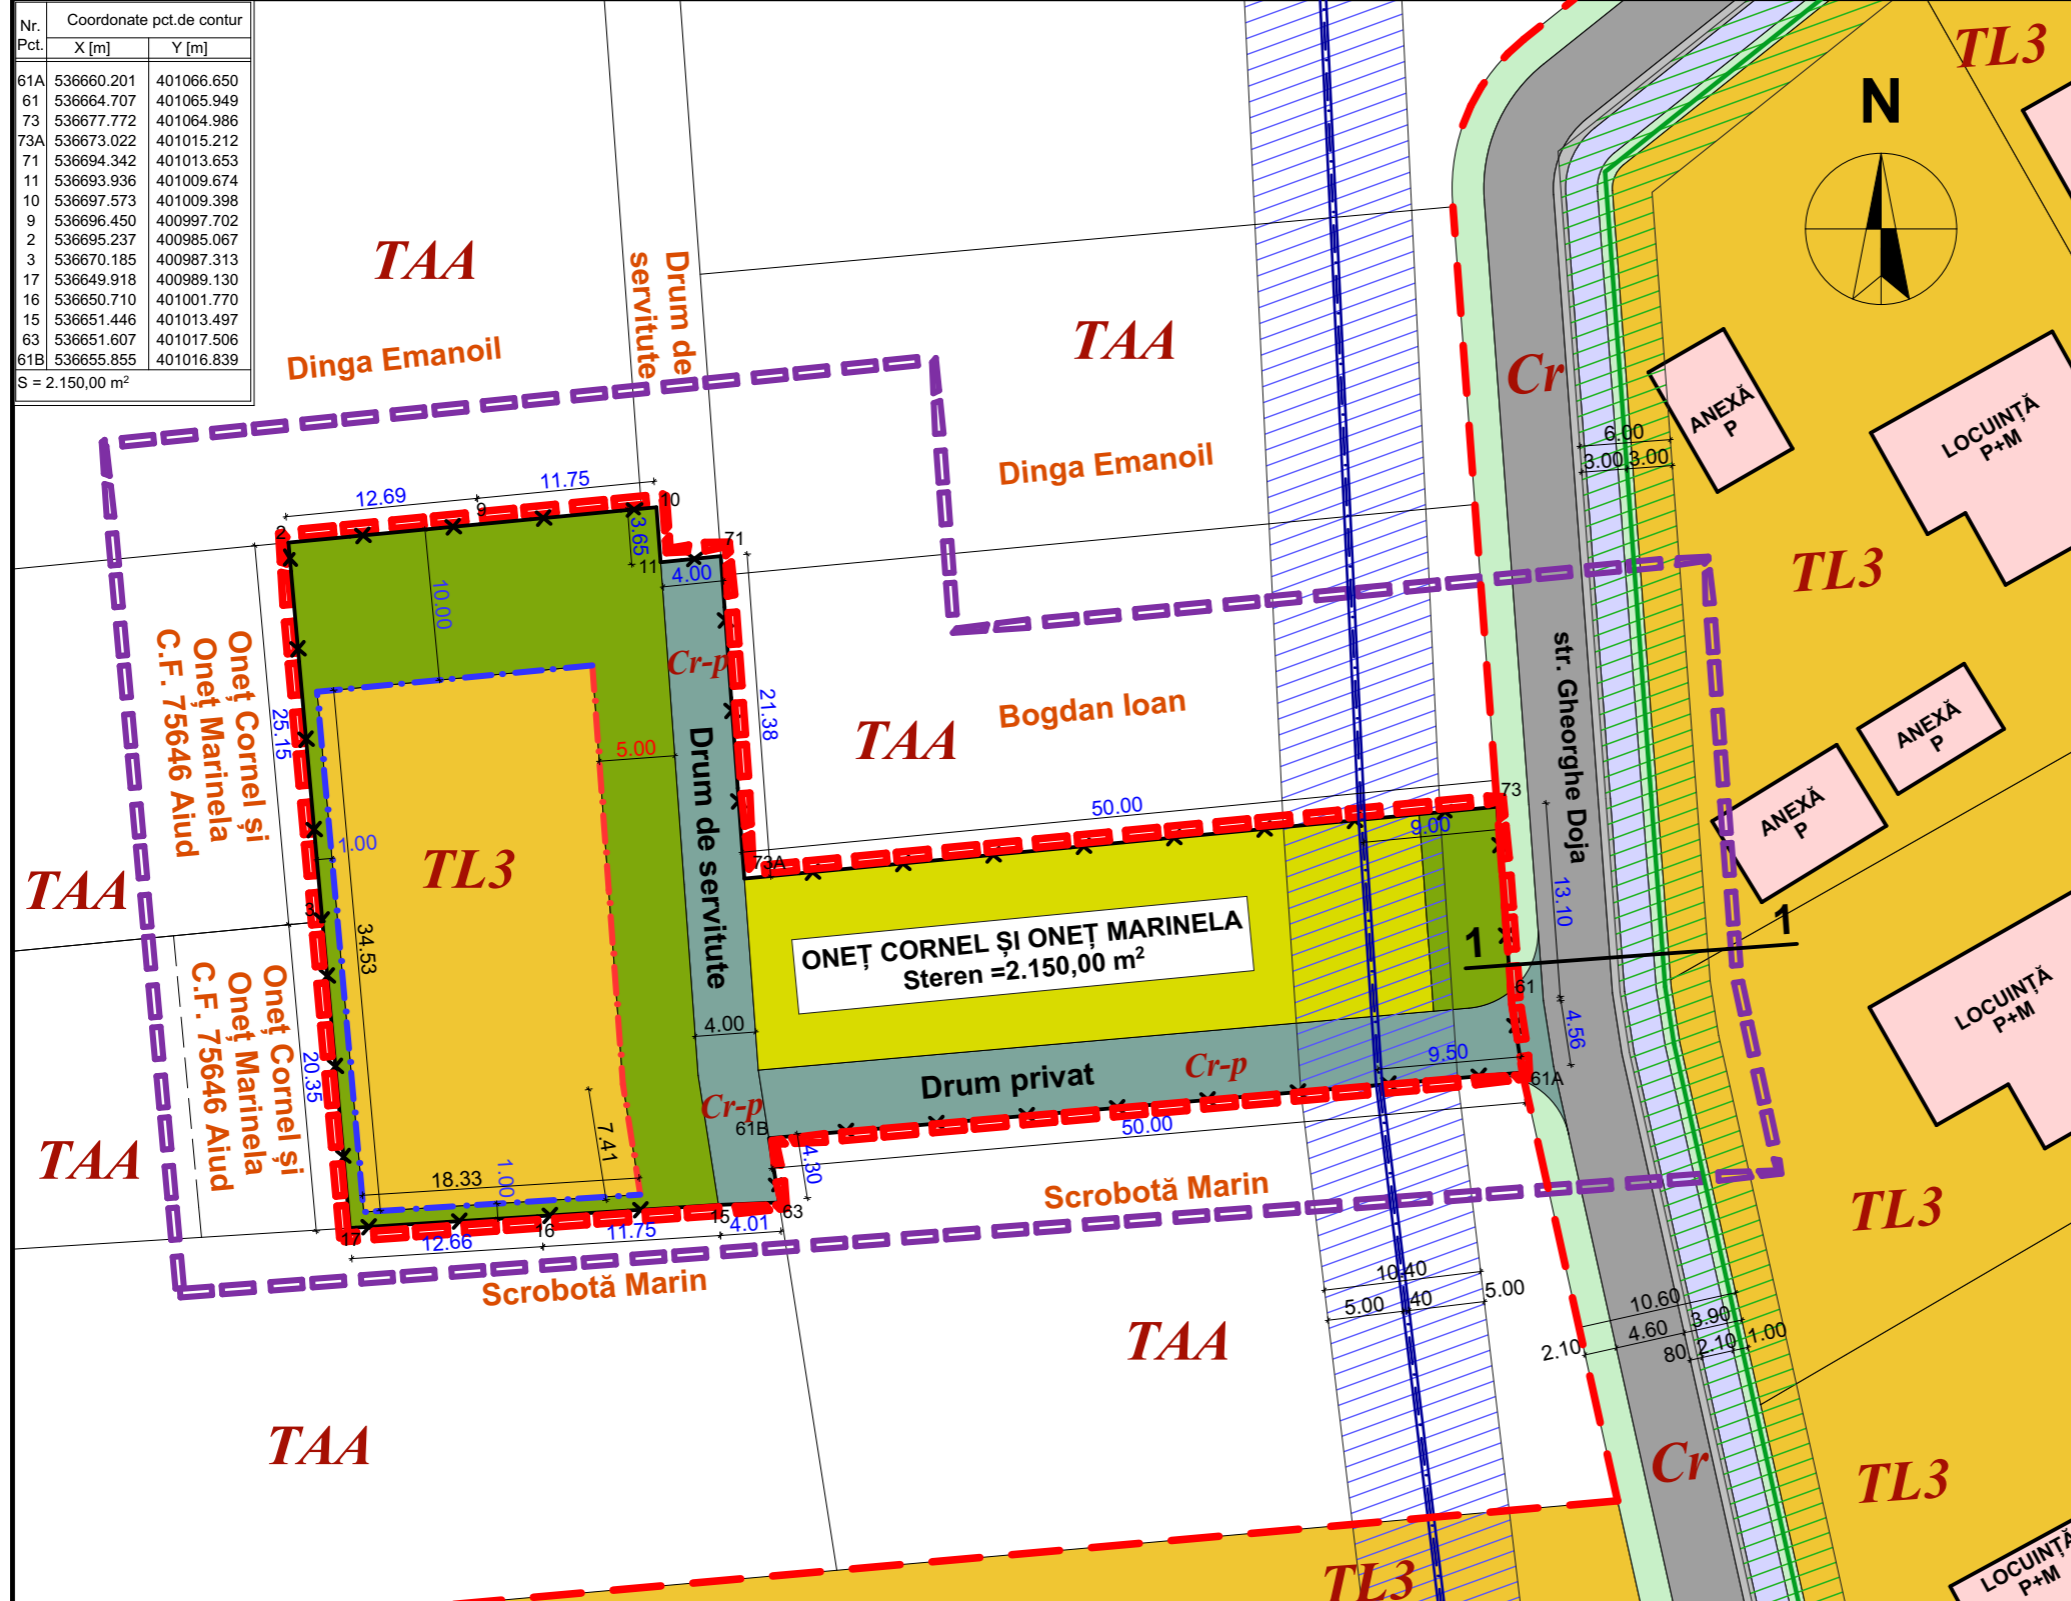 Nr. Pct. Coordonate pct.de contur
X [m] Y [m]
61A 536660.201 401066.650
61 536664.707 401065.949
73 536677.772 401064.986
73A 536673.022 401015.212
71 536694.342 401013.653
11 536693.936 401009.674
10 536697.573 401009.398
9 536696.450 400997.702
2 536695.237 400985.067
3 536670.185 400987.313
17 536649.918 400989.130
16 536650.710 401001.770
15 536651.446 401013.497
63 536651.607 401017.506
61B 536655.855 401016.839
S = 2.150,00 m²
TL3
N
TAA
Drum de
servitute
Dinga Emanoil
TAA
Cr
ANEXĂ
P
LOCUINȚĂ
P+M
6.00
3.00
3.00
Dinga Emanoil
12.69
11.75
2
9
10
3.65
11
71
4.00
10.00
TL3
Cr-p
Oneț Cornel și
Oneț Marinela
C.F. 75646 Aiud
25.15
21.38
5.00
Drum de servitute
Bogdan Ioan
TAA
str. Gheorghe Doja
ANEXĂ
P
ANEXĂ
P
1.00
50.00
73
9.00
73A
TL3
TAA
3
34.53
ONEȚ CORNEL ȘI ONEȚ MARINELA
Steren =2.150,00 m²
13.10
1
1
61
4.56
LOCUINȚĂ
P+M
Oneț Cornel și
Oneț Marinela
C.F. 75646 Aiud
20.35
4.00
9.50
Cr-p
Drum privat
61A
Cr-p
61B
50.00
TAA
7.41
4.30
18.33
1.00
Scrobotă Marin
TL3
17
12.66
16
11.75
15
4.01
63
Scrobotă Marin
10.40
5.00
40
5.00
TAA
10.60
3.90
4.60
2.10
80
2.10
1.00
TAA
Cr
TL3
TL3
LOCUINȚĂ
P+M